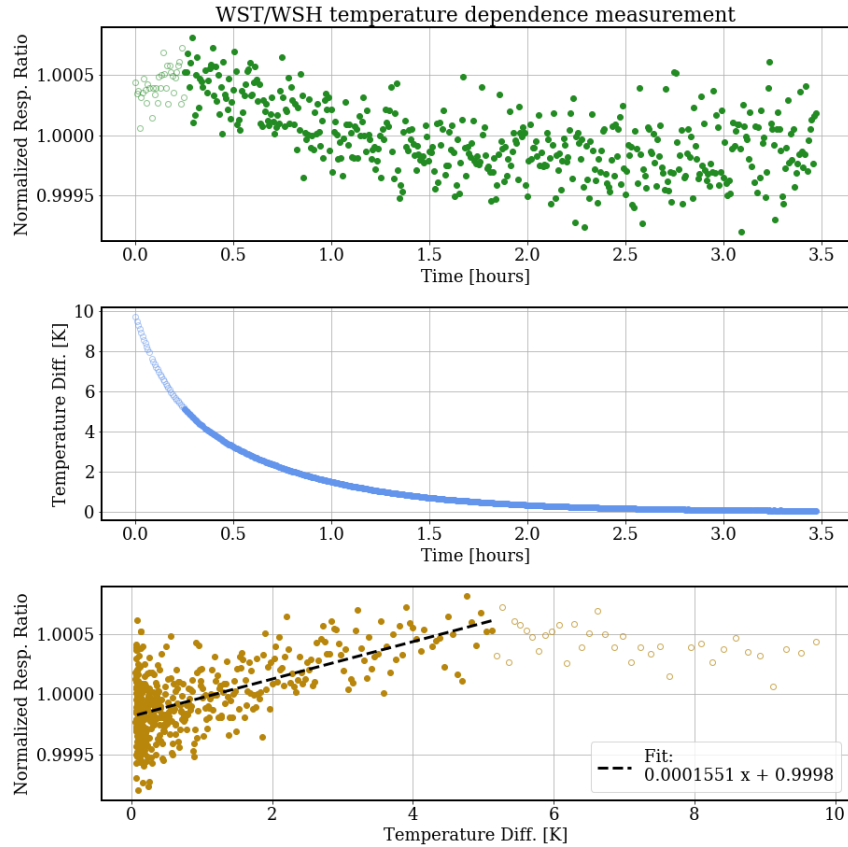 WST/WSH temperature dependence measurement
Normalized Resp. Ratio
1.0005
1.0000
0.9995
0.0 0.5 1.0 1.5 2.0 2.5 3.0 3.5
Time [hours]
Temperature Diff. [K]
10
8
6
4
2
0
0.0 0.5 1.0 1.5 2.0 2.5 3.0 3.5
Time [hours]
Normalized Resp. Ratio
1.0005
1.0000
0.9995
Fit:
0.0001551 x + 0.9998
0 2 4 6 8 10
Temperature Diff. [K]